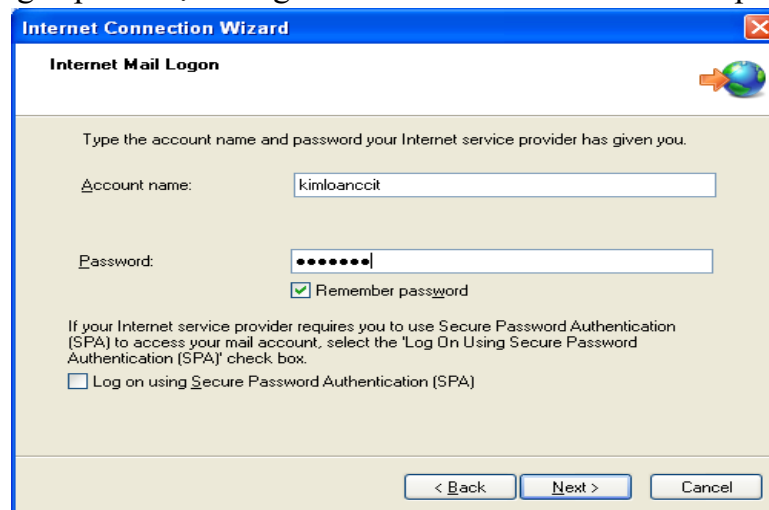 Internet Connection Wizard
Internet Mail Logon
Type the account name and password your Internet service provider has given you.
Account name:
kimloanccit
Password:
•••••••
Remember password
If your Internet service provider requires you to use Secure Password Authentication
(SPA) to access your mail account, select the 'Log On Using Secure Password
Authentication (SPA)' check box.
Log on using Secure Password Authentication (SPA)
< Back Next > Cancel